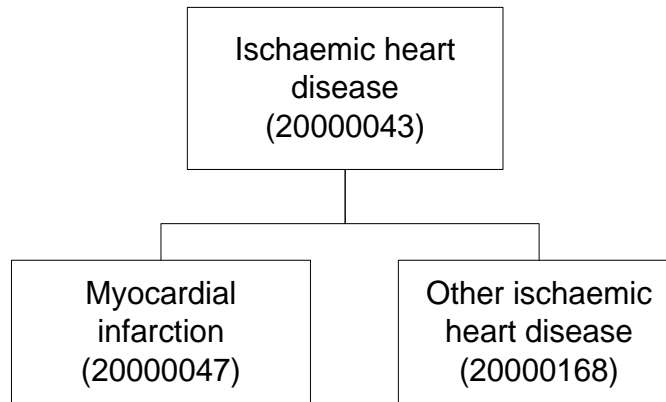 Ischaemic heart
disease
(20000043)
Myocardial
infarction
(20000047)
Other ischaemic
heart disease
(20000168)